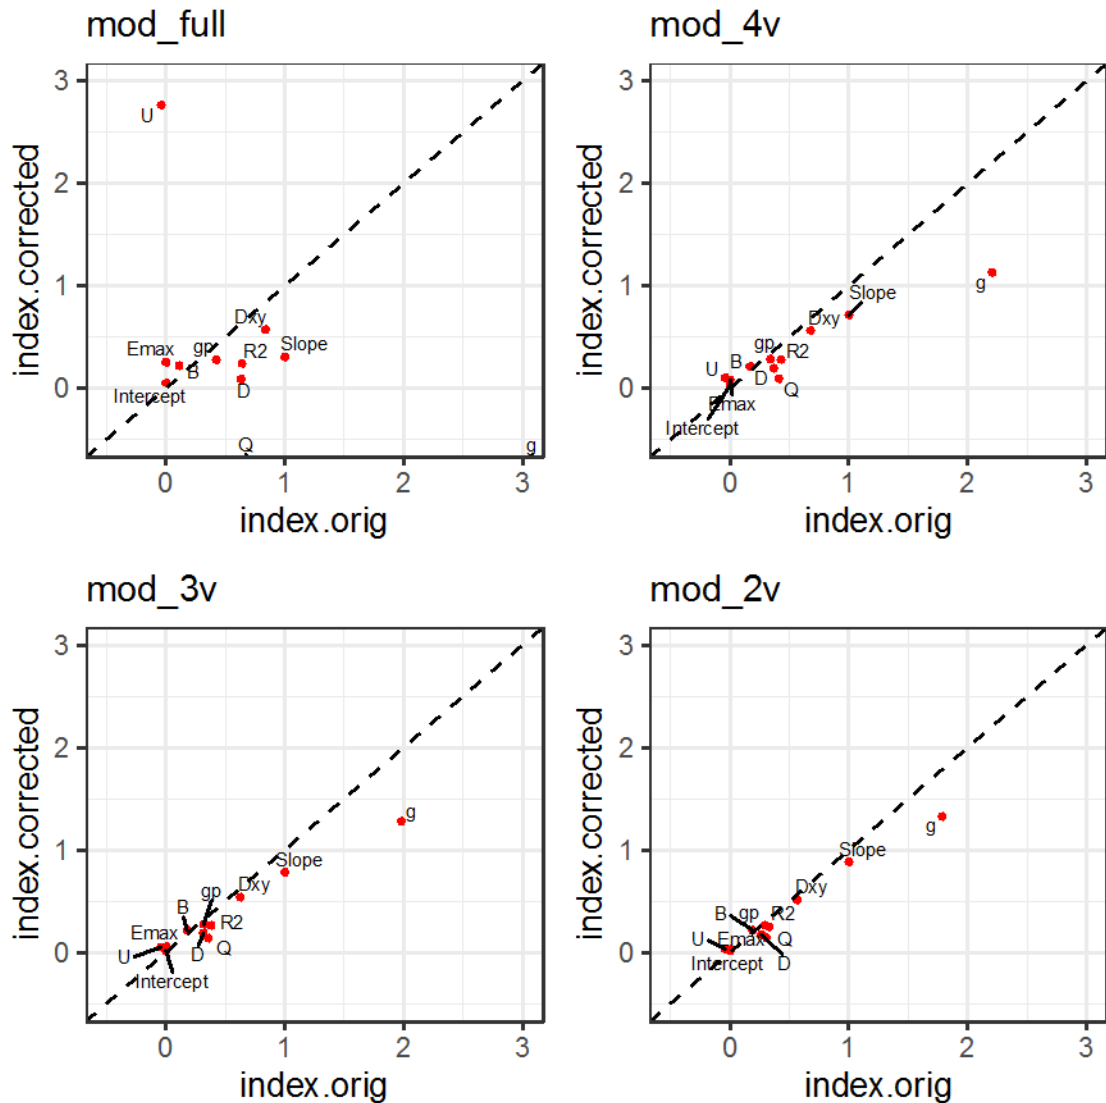 mod_full
3
2
1
0
index.corrected
U
Dxy
Emax
gp
R2
Slope
B
D
Intercept
Q
g
0
1
2
3
index.orig
mod_4v
3
2
1
0
index.corrected
g
Slope
Dxy
gp
R2
B
U
D
Q
Emax
Intercept
0
1
2
3
index.orig
mod_3v
3
2
1
0
index.corrected
g
Slope
Dxy
gp
B
R2
Emax
U
D
Q
Intercept
0
1
2
3
index.orig
mod_2v
3
2
1
0
index.corrected
g
Slope
Dxy
B
gp
R2
U
Emax
Q
Intercept
D
0
1
2
3
index.orig